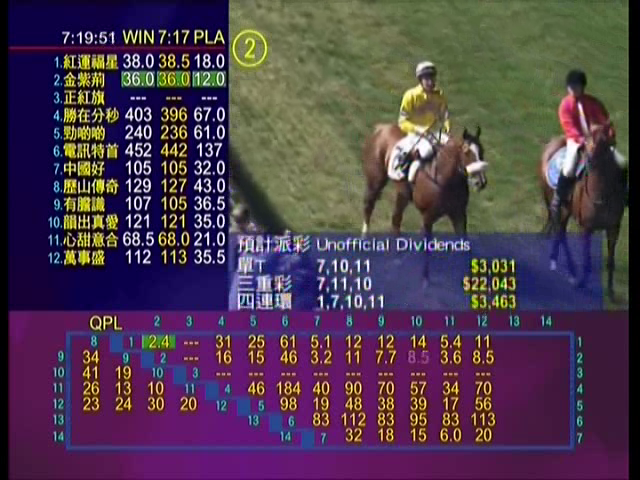 7:19:51 WIN 7:17 PLA
2
1.紅運福星 38.0 38.5 18.0
2.金紫荊 36.0 36.0 12.0
3.正紅旗 --- --- ---
4.勝在分秒 403 396 67.0
5.勁啲啲 240 236 61.0
6.電訊特首 452 442 137
7.中國好 105 105 32.0
8.歷山傳奇 129 127 43.0
9.有膽識 107 105 36.5
10.韻出真愛 121 121 35.0
11.心甜意合 68.5 68.0 21.0
12.萬事盛 112 113 35.5
預計派彩 Unofficial Dividends
單T 7,10,11 $3,031
三重彩 7,11,10 $22,043
四連環 1,7,10,11 $3,463
QPL 2 3 4 5 6 7 8 9 10 11 12 13 14
8 1 2.4 --- 31 25 61 5.1 12 12 14 5.4 11 1
9 34 9 2 --- 16 15 46 3.2 11 7.7 8.5 3.6 8.5 2
10 41 19 10 3 --- --- --- --- --- --- --- --- --- 3
11 26 13 10 11 4 46 184 40 90 70 57 34 70 4
12 23 24 30 20 12 5 98 19 48 38 39 17 56 5
13 13 6 83 112 83 95 83 113 6
14 14 7 32 18 15 6.0 20 7